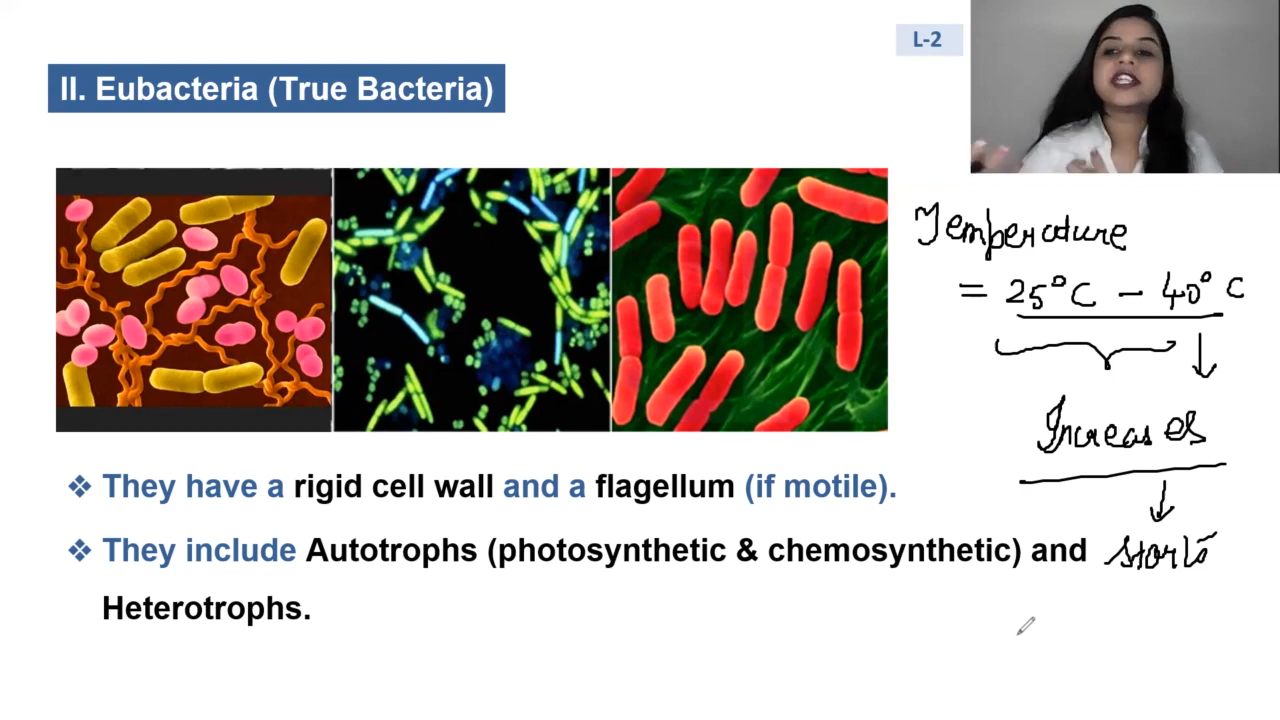 L-2
II. Eubacteria (True Bacteria)
Temperature
= 25°C – 40°C
Increases
❖ They have a rigid cell wall and a flagellum (if motile).
❖ They include Autotrophs (photosynthetic & chemosynthetic) and
Heterotrophs.